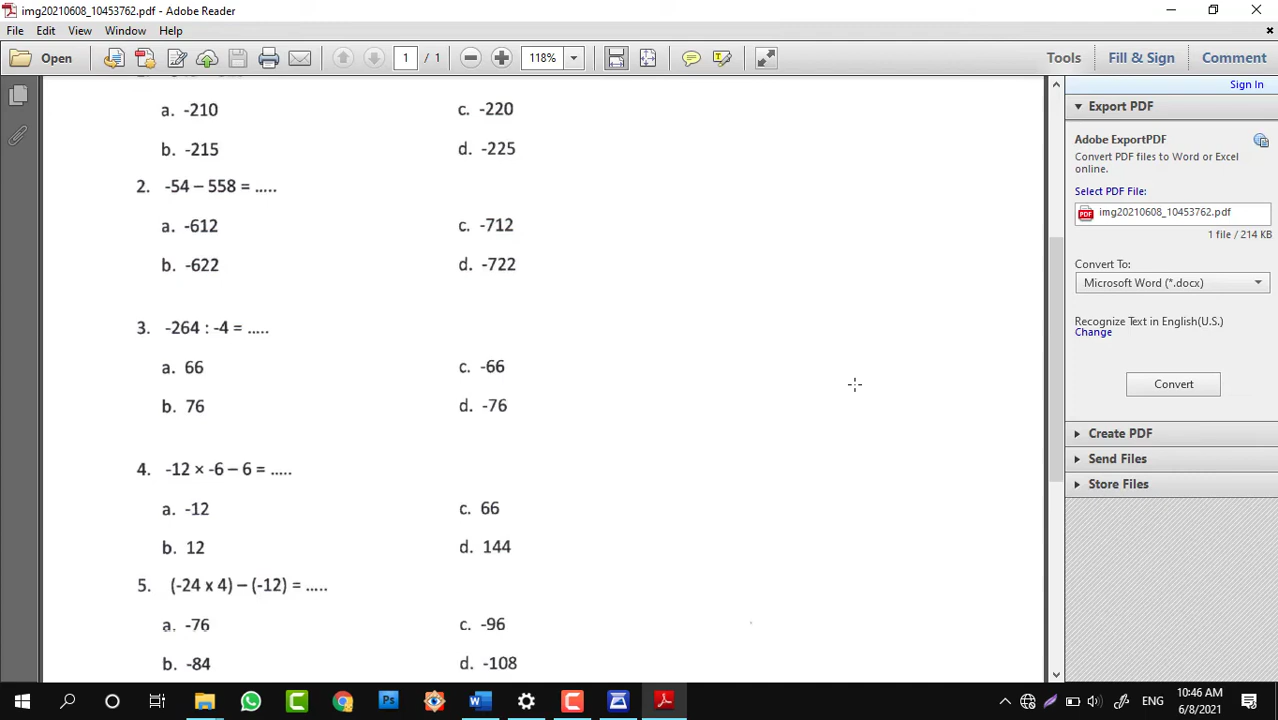 img20210608_10453762.pdf - Adobe Reader
File Edit View Window Help
Open 1 / 1 118% Tools Fill & Sign Comment
Sign In
a. -210 c. -220
b. -215 d. -225
2. -54 – 558 = .....
a. -612 c. -712
b. -622 d. -722
3. -264 : -4 = .....
a. 66 c. -66
b. 76 d. -76
4. -12 × -6 – 6 = .....
a. -12 c. 66
b. 12 d. 144
5. (-24 x 4) – (-12) = .....
a. -76 c. -96
b. -84 d. -108
Export PDF
Adobe ExportPDF
Convert PDF files to Word or Excel
online.
Select PDF File:
img20210608_10453762.pdf
1 file / 214 KB
Convert To:
Microsoft Word (*.docx)
Recognize Text in English(U.S.)
Change
Convert
Create PDF
Send Files
Store Files
ENG 10:46 AM
6/8/2021